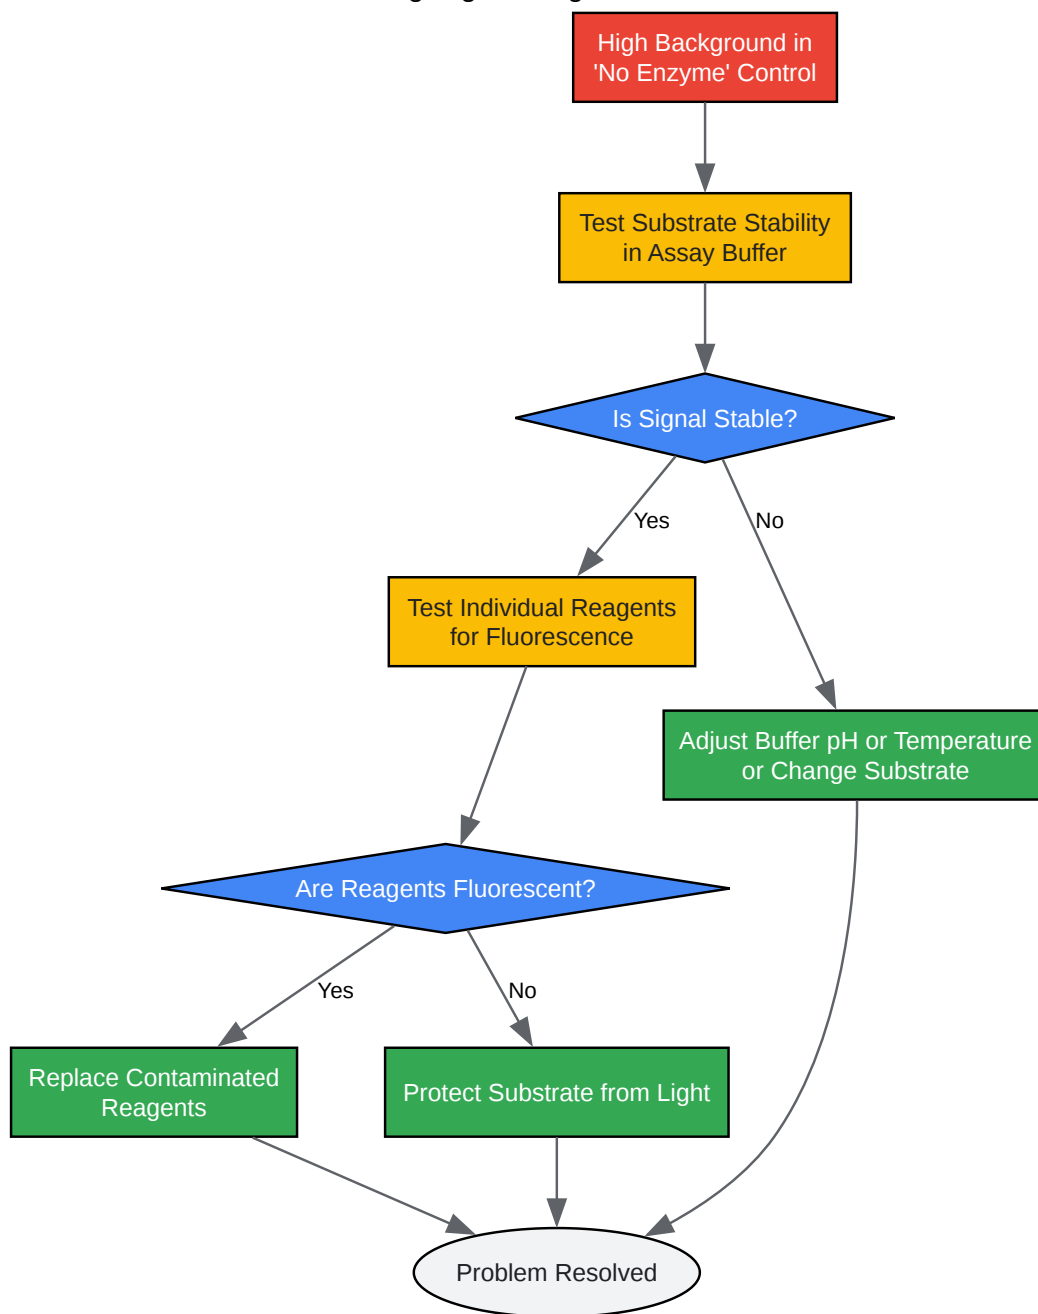 High Background in
'No Enzyme' Control
Test Substrate Stability
in Assay Buffer
Is Signal Stable?
Yes
No
Test Individual Reagents
for Fluorescence
Adjust Buffer pH or Temperature
or Change Substrate
Are Reagents Fluorescent?
Yes
No
Replace Contaminated
Reagents
Protect Substrate from Light
Problem Resolved